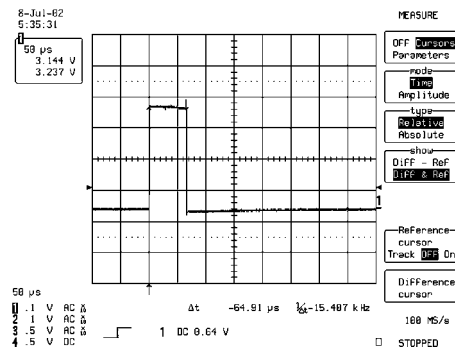 8-Jul-02
5:35:31
1
50 µs
3.144 V
3.237 V
MEASURE
OFF Cursors
Parameters
mode
Time
Amplitude
type
Relative
Absolute
show
Diff - Ref
Diff & Ref
1
Reference
cursor
Track OFF On
Difference
cursor
50 µs
1 .1 V AC
2 1 V AC
3 .5 V AC
4 .5 V DC
Δt -64.91 µs 1/Δt -15.407 kHz
1 DC 0.64 V
100 MS/s
STOPPED